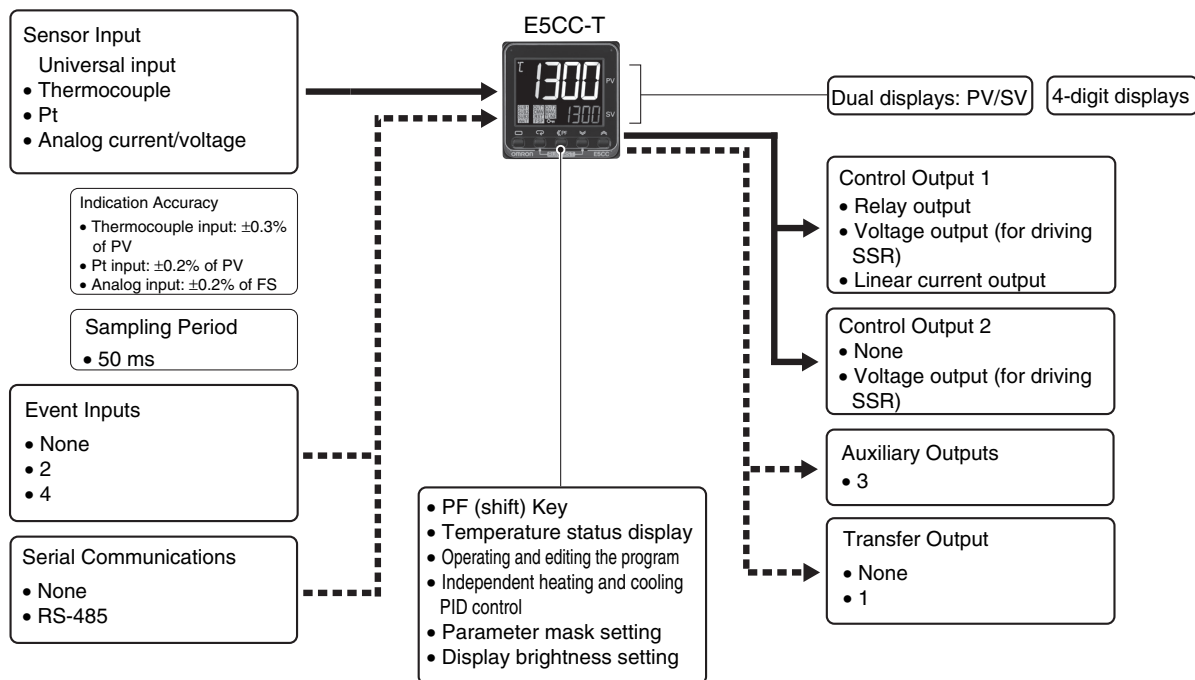 E5CC-T
Sensor Input
Universal input
• Thermocouple
• Pt
• Analog current/voltage
Indication Accuracy
• Thermocouple input: ±0.3%
of PV
• Pt input: ±0.2% of PV
• Analog input: ±0.2% of FS
Sampling Period
• 50 ms
Event Inputs
• None
• 2
• 4
Serial Communications
• None
• RS-485
1300
PV
1300
SV
PF
OMRON
E5CC
• PF (shift) Key
• Temperature status display
• Operating and editing the program
• Independent heating and cooling
PID control
• Parameter mask setting
• Display brightness setting
Dual displays: PV/SV
4-digit displays
Control Output 1
• Relay output
• Voltage output (for driving
SSR)
• Linear current output
Control Output 2
• None
• Voltage output (for driving
SSR)
Auxiliary Outputs
• 3
Transfer Output
• None
• 1